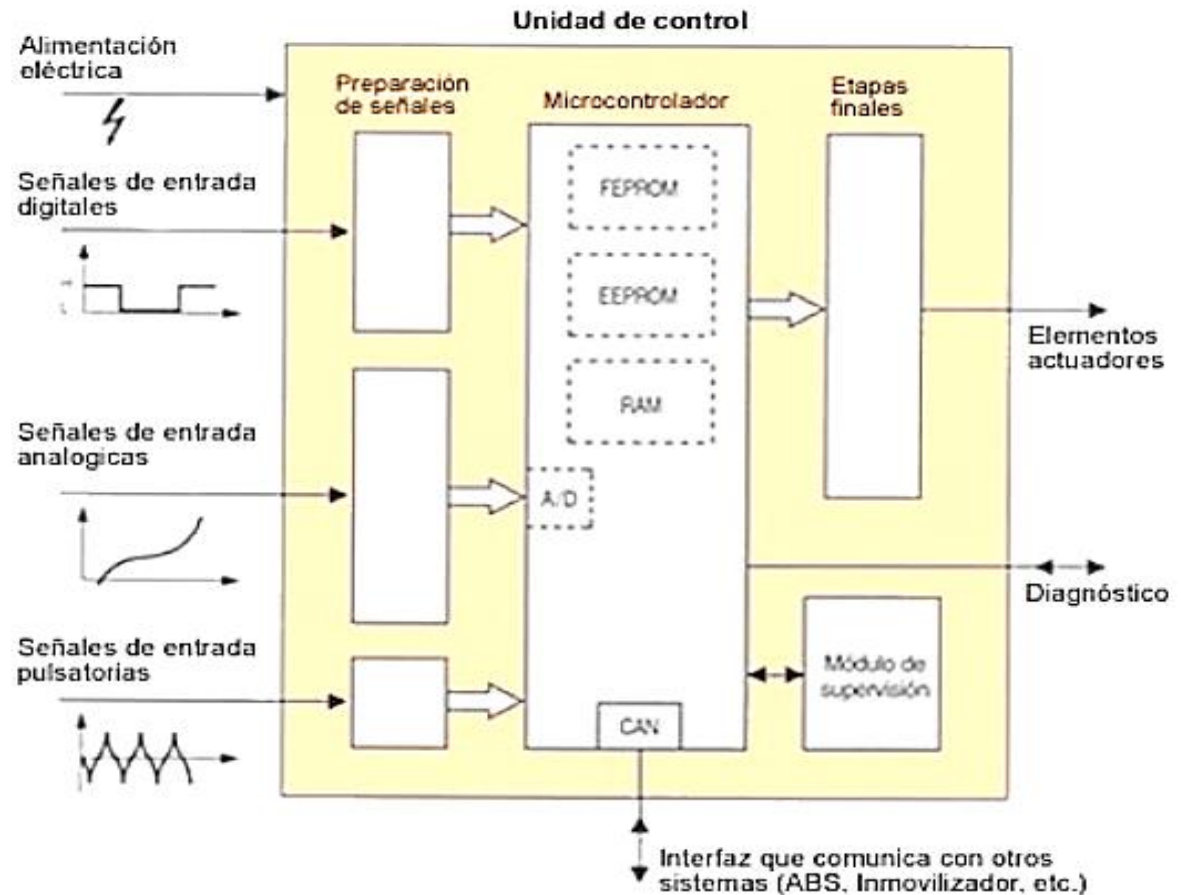 Unidad de control
Alimentación
eléctrica
Preparación
de señales
Microcontrolador
Etapas
finales
Señales de entrada
digitales
FEPROM
EEPROM
RAM
Elementos
actuadores
Señales de entrada
analogicas
A/D
Diagnóstico
Señales de entrada
pulsatorias
Módulo de
supervisión
CAN
Interfaz que comunica con otros
sistemas (ABS, Inmovilizador, etc.)